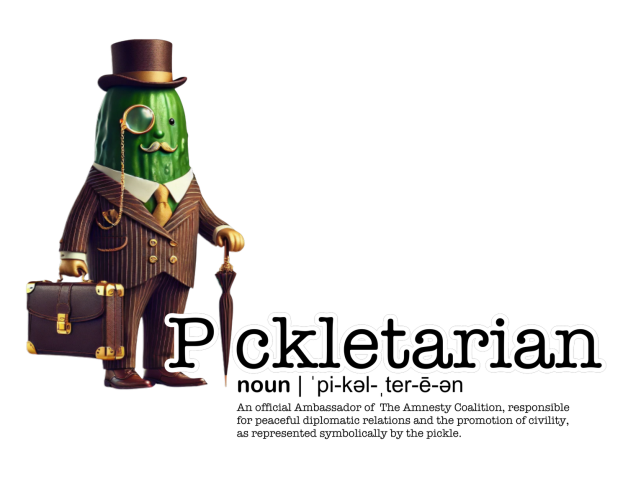 Pickletarian
noun | ˈpi-kəl-ˌter-ē-ən
An official Ambassador of The Amnesty Coalition, responsible
for peaceful diplomatic relations and the promotion of civility,
as represented symbolically by the pickle.